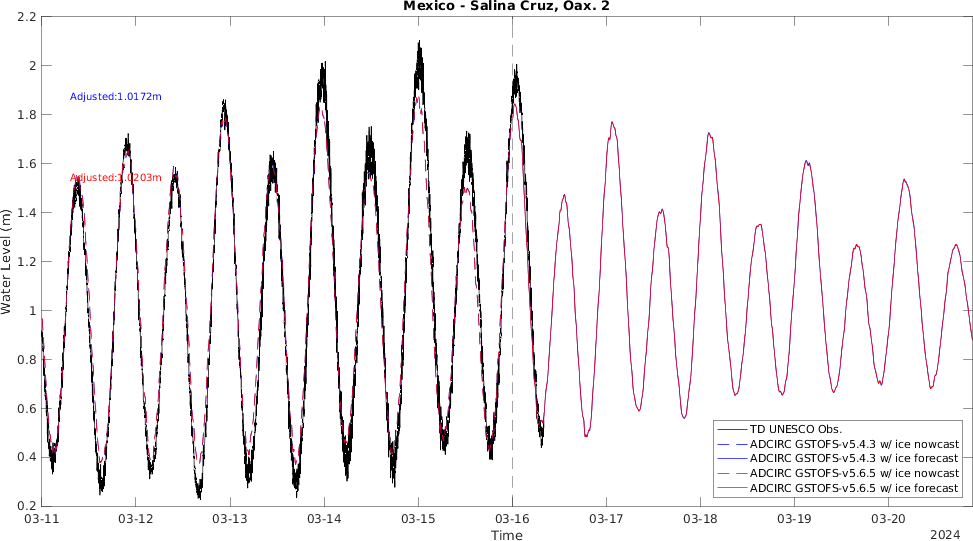 Mexico - Salina Cruz, Oax. 2
2.2
2
1.8
1.6
1.4
1.2
1
0.8
0.6
0.4
0.2
Water Level (m)
Adjusted:1.0172m
Adjusted:1.0203m
TD UNESCO Obs.
ADCIRC GSTOFS-v5.4.3 w/ ice nowcast
ADCIRC GSTOFS-v5.4.3 w/ ice forecast
ADCIRC GSTOFS-v5.6.5 w/ ice nowcast
ADCIRC GSTOFS-v5.6.5 w/ ice forecast
03-11 03-12 03-13 03-14 03-15 03-16 03-17 03-18 03-19 03-20
Time
2024